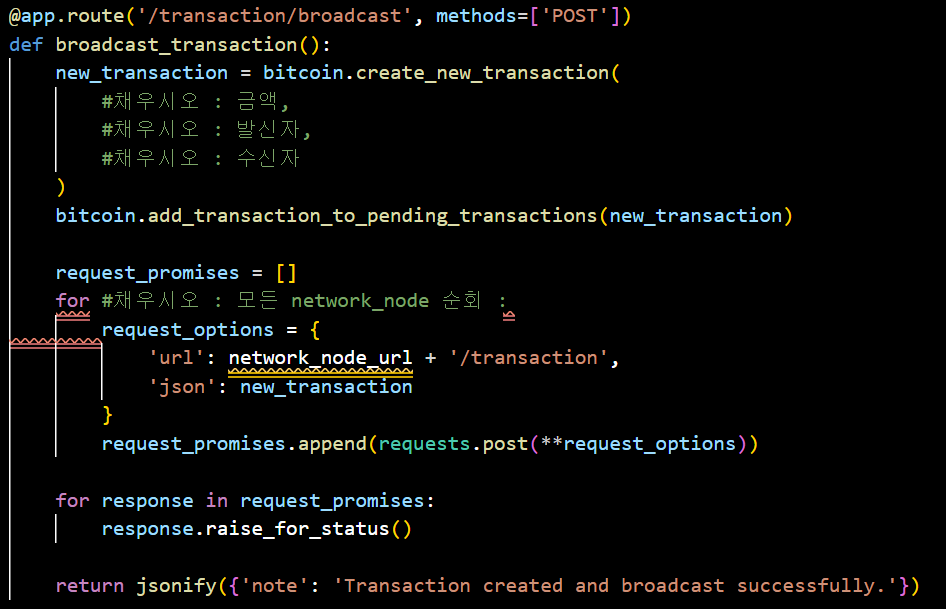 @app.route('/transaction/broadcast', methods=['POST'])
def broadcast_transaction():
    new_transaction = bitcoin.create_new_transaction(
        #채우시오 : 금액,
        #채우시오 : 발신자,
        #채우시오 : 수신자
    )
    bitcoin.add_transaction_to_pending_transactions(new_transaction)

    request_promises = []
    for #채우시오 : 모든 network_node 순회 :
        request_options = {
            'url': network_node_url + '/transaction',
            'json': new_transaction
        }
        request_promises.append(requests.post(**request_options))

    for response in request_promises:
        response.raise_for_status()

    return jsonify({'note': 'Transaction created and broadcast successfully.'})